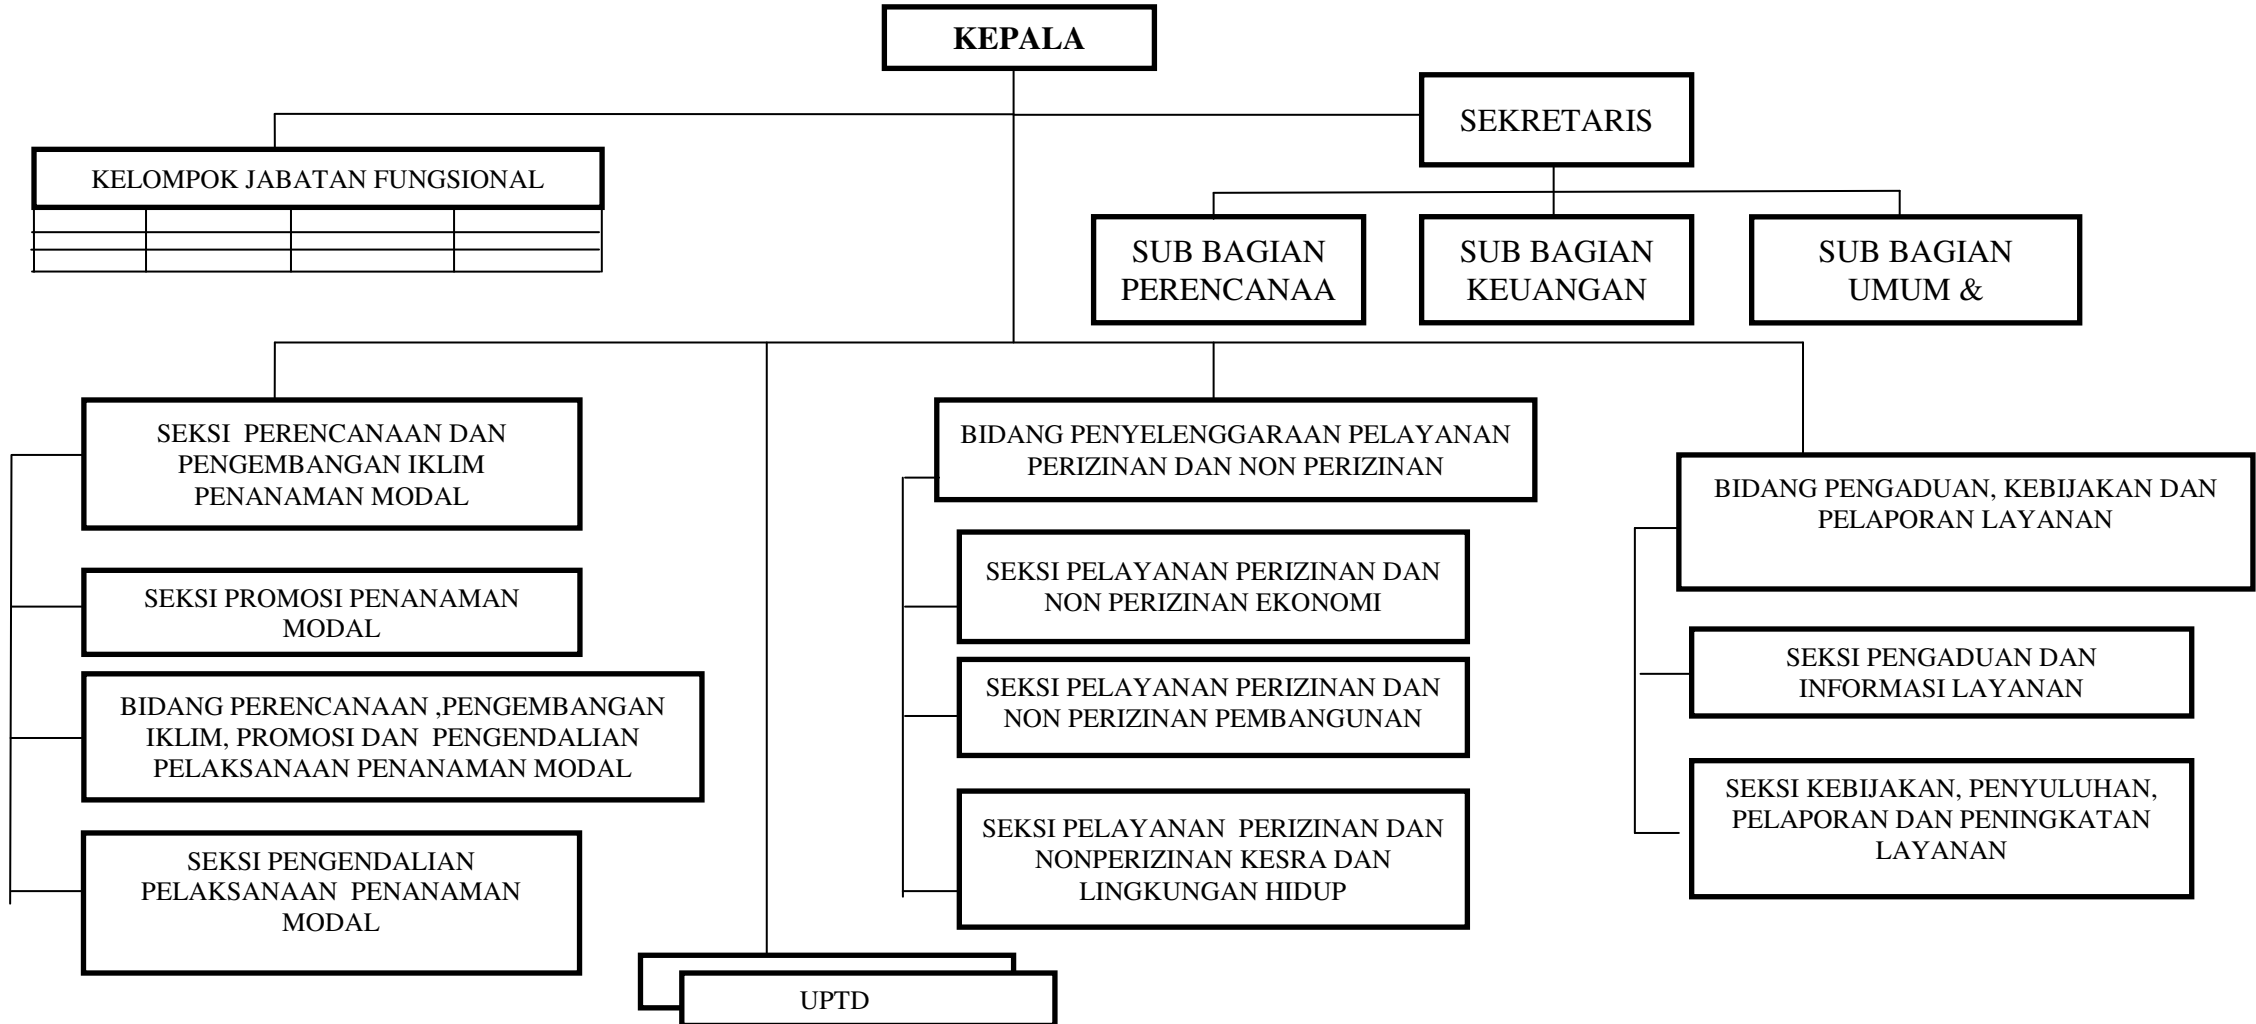 KEPALA
SEKRETARIS
KELOMPOK JABATAN FUNGSIONAL
SUB BAGIAN
PERENCANAA
SUB BAGIAN
KEUANGAN
SUB BAGIAN
UMUM &
SEKSI  PERENCANAAN DAN
PENGEMBANGAN IKLIM
PENANAMAN MODAL
SEKSI PROMOSI PENANAMAN
MODAL
BIDANG PERENCANAAN ,PENGEMBANGAN
IKLIM, PROMOSI DAN  PENGENDALIAN
PELAKSANAAN PENANAMAN MODAL
SEKSI PENGENDALIAN
PELAKSANAAN  PENANAMAN
MODAL
BIDANG PENYELENGGARAAN PELAYANAN
PERIZINAN DAN NON PERIZINAN
SEKSI PELAYANAN PERIZINAN DAN
NON PERIZINAN EKONOMI
SEKSI PELAYANAN PERIZINAN DAN
NON PERIZINAN PEMBANGUNAN
SEKSI PELAYANAN  PERIZINAN DAN
NONPERIZINAN KESRA DAN
LINGKUNGAN HIDUP
BIDANG PENGADUAN, KEBIJAKAN DAN
PELAPORAN LAYANAN
SEKSI PENGADUAN DAN
INFORMASI LAYANAN
SEKSI KEBIJAKAN, PENYULUHAN,
PELAPORAN DAN PENINGKATAN
LAYANAN
UPTD